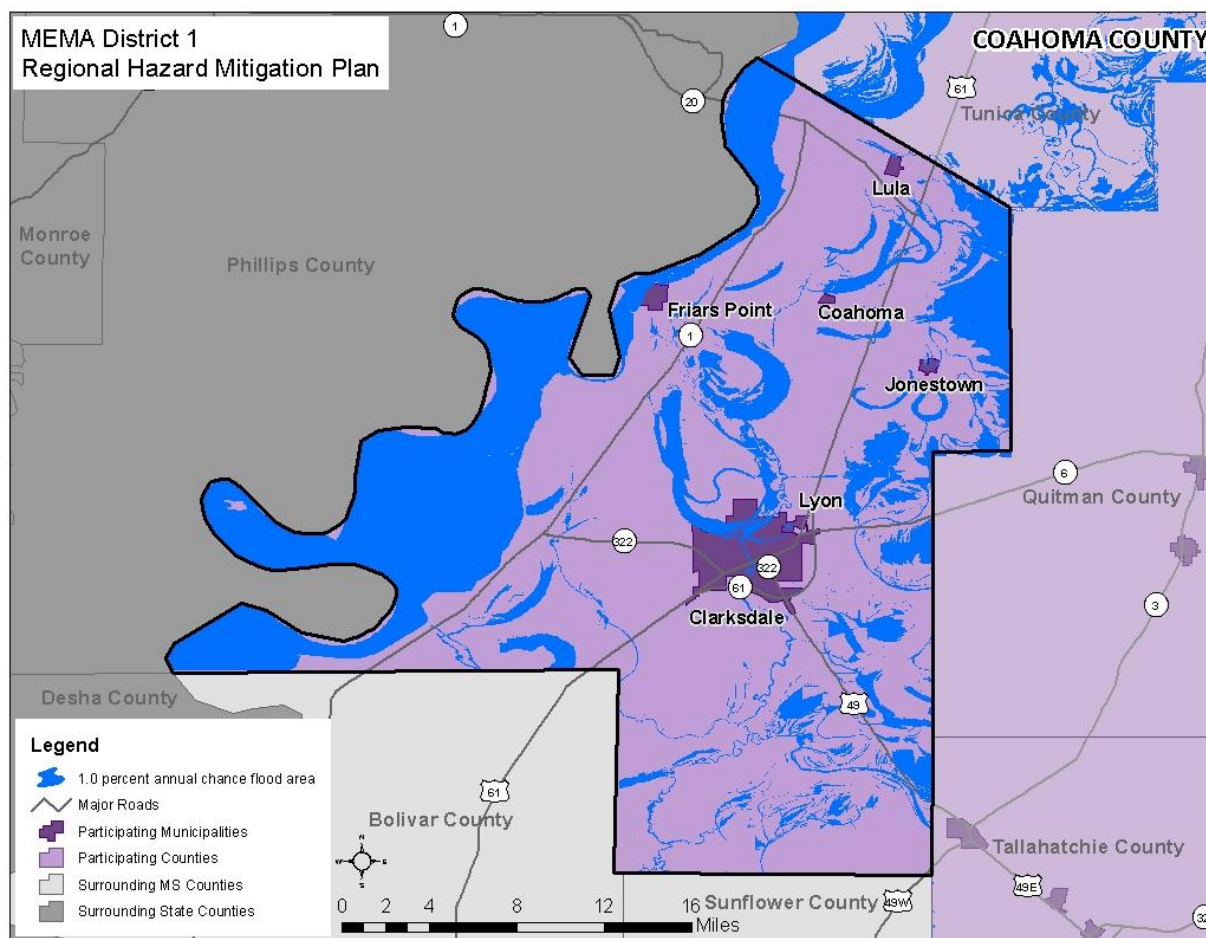 MEMA District 1
Regional Hazard Mitigation Plan
COAHOMA COUNTY
1
20
61
Tunica County
Lula
Monroe
County
Phillips County
Friars Point
Coahoma
1
Jonestown
6
Quitman County
Lyon
322
322
61
Clarksdale
3
Desha County
49
Legend
1.0 percent annual chance flood area
Major Roads
Participating Municipalities
Participating Counties
Surrounding MS Counties
Surrounding State Counties
61
Bolivar County
N
W
E
S
Tallahatchie County
49E
Sunflower County
49W
32
0 2 4 8 12 16
Miles